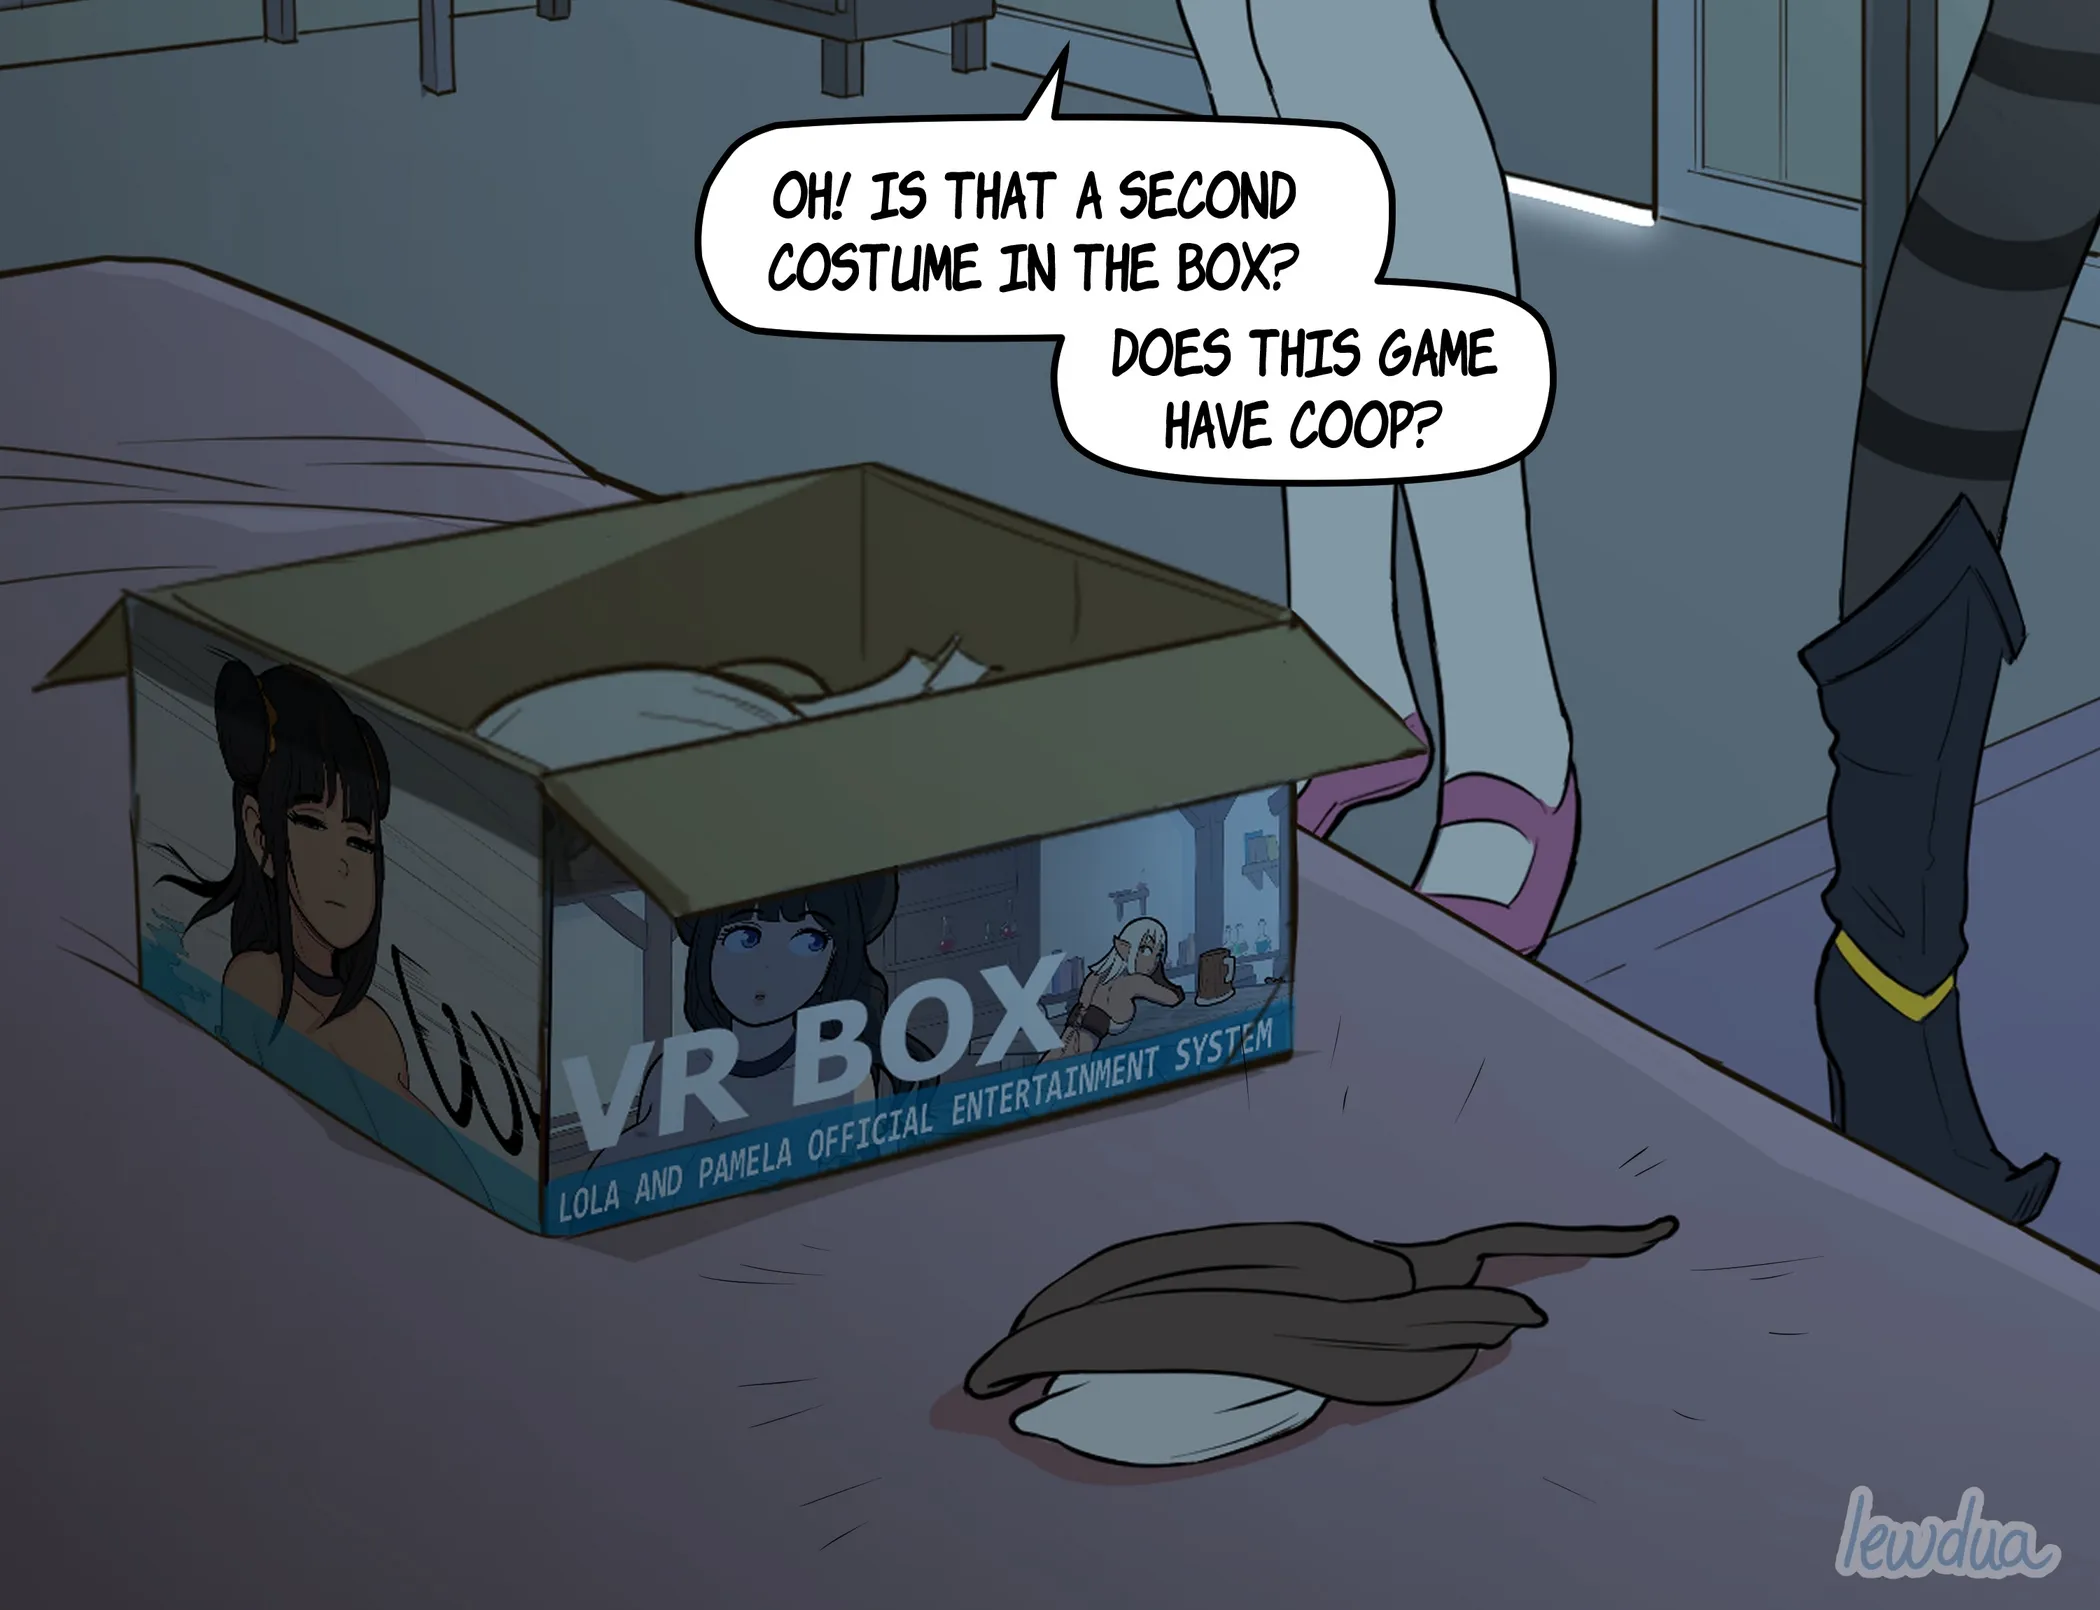 OH! IS THAT A SECOND
COSTUME IN THE BOX?
DOES THIS GAME
HAVE COOP?
VR BOX
LOLA AND PAMELA OFFICIAL ENTERTAINMENT SYSTEM
lewdua